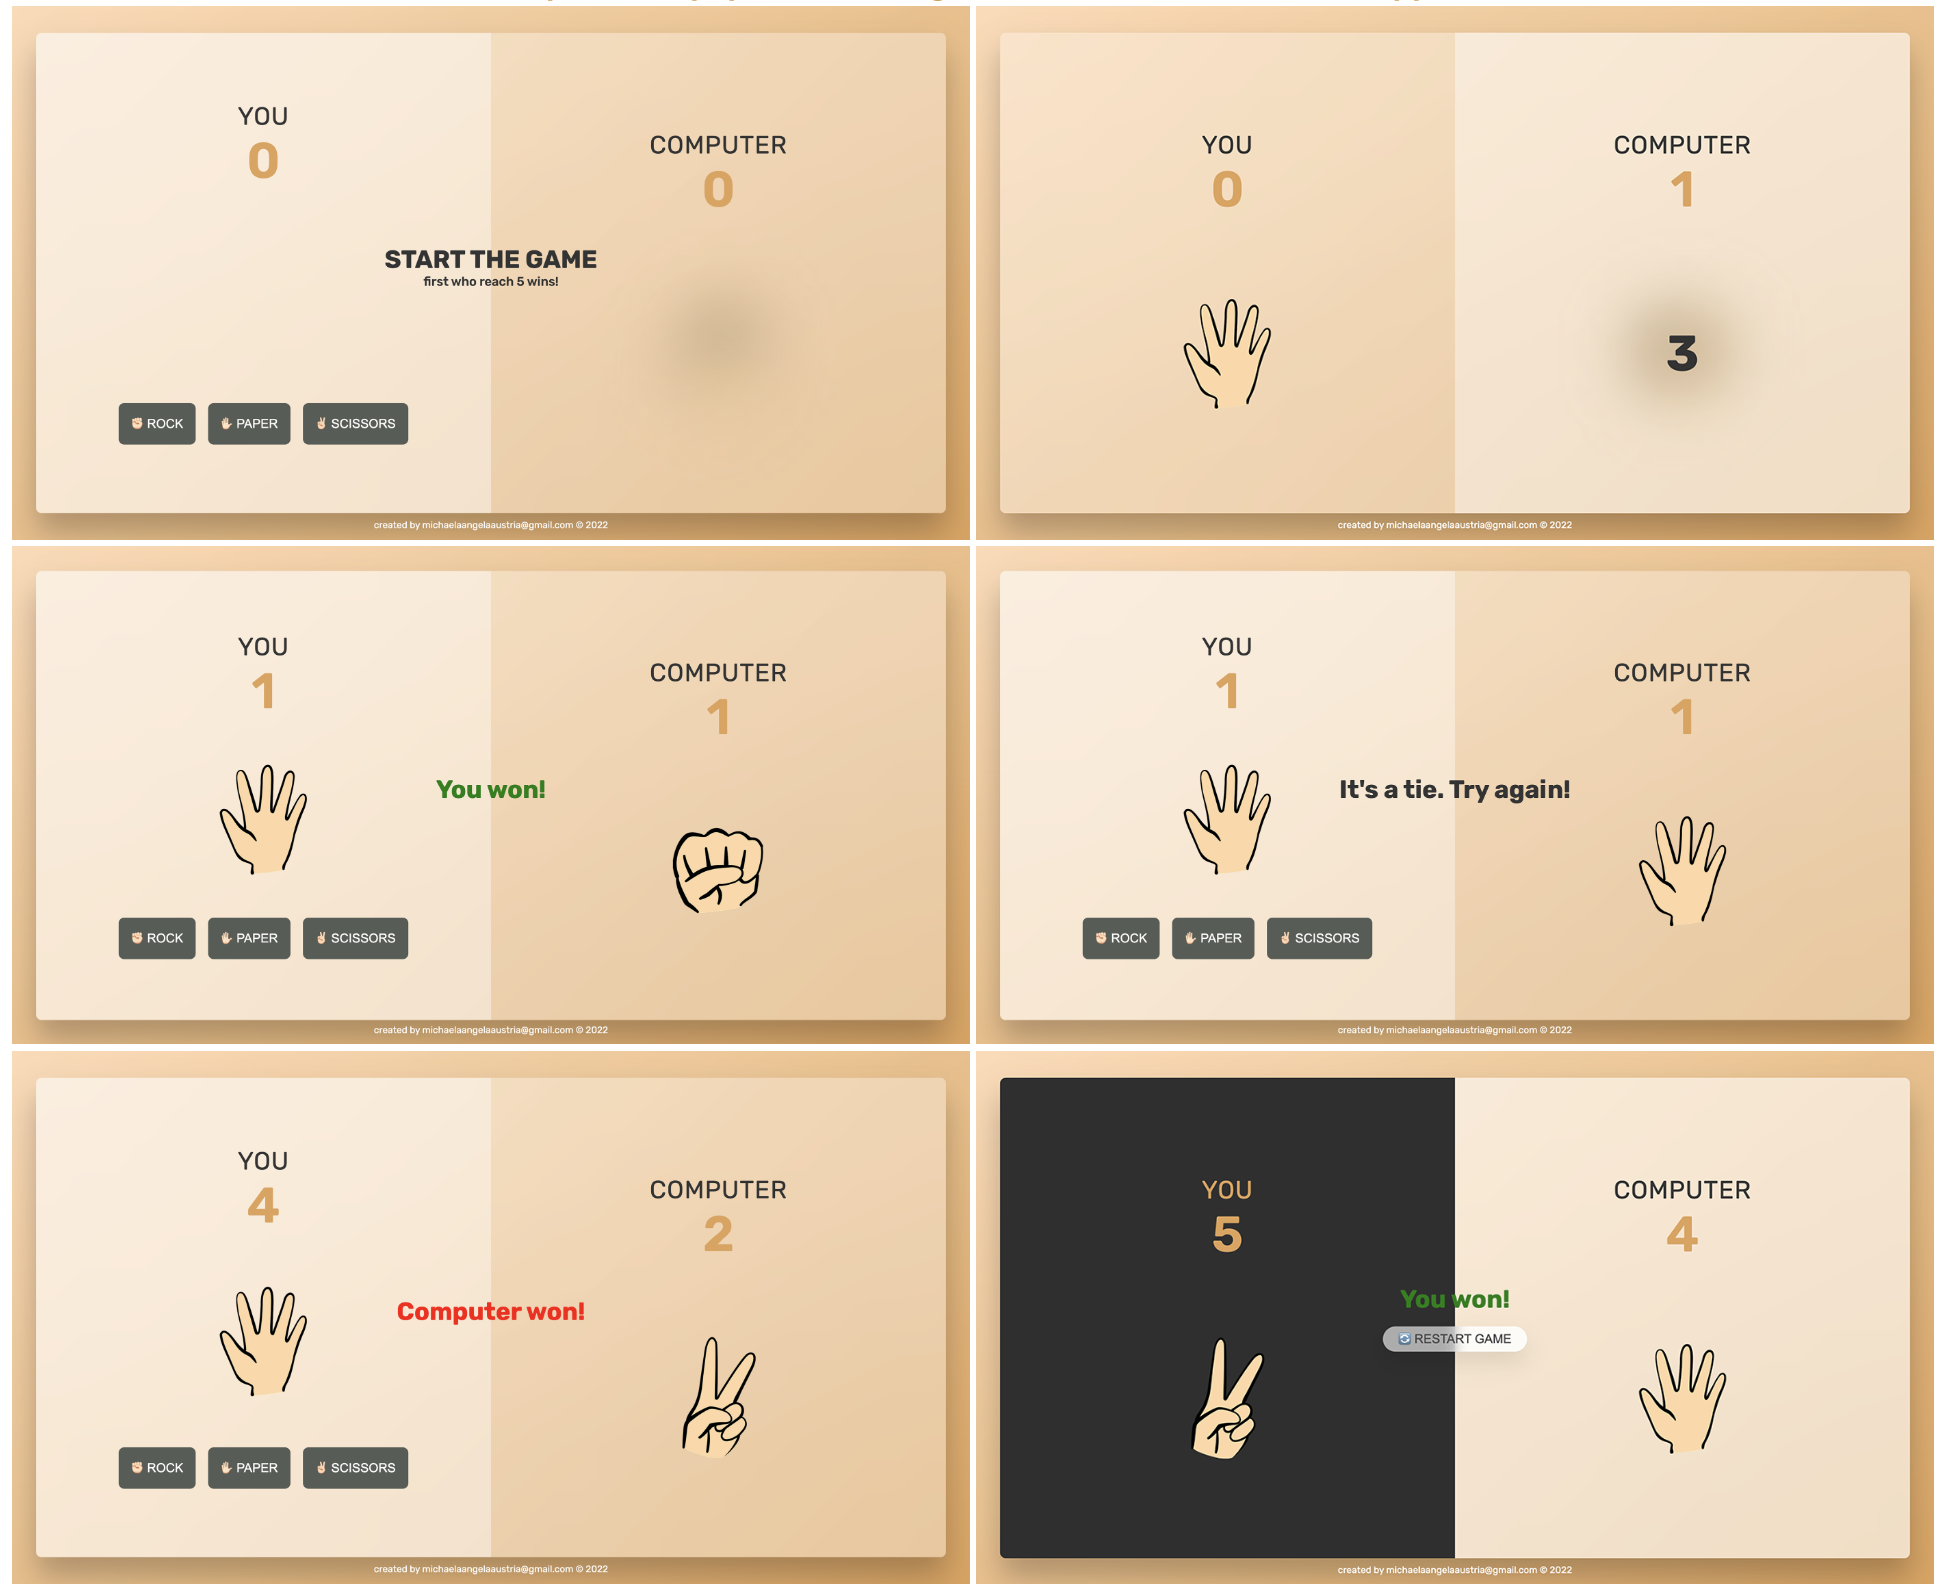 YOU
0
COMPUTER
0
START THE GAME
first who reach 5 wins!
✊🏻 ROCK
✋🏻 PAPER
✌🏻 SCISSORS
created by michaelaangelaaustria@gmail.com © 2022
YOU
0
COMPUTER
1
3
created by michaelaangelaaustria@gmail.com © 2022
YOU
1
COMPUTER
1
You won!
✊🏻 ROCK
✋🏻 PAPER
✌🏻 SCISSORS
created by michaelaangelaaustria@gmail.com © 2022
YOU
1
COMPUTER
1
It's a tie. Try again!
✊🏻 ROCK
✋🏻 PAPER
✌🏻 SCISSORS
created by michaelaangelaaustria@gmail.com © 2022
YOU
4
COMPUTER
2
Computer won!
✊🏻 ROCK
✋🏻 PAPER
✌🏻 SCISSORS
created by michaelaangelaaustria@gmail.com © 2022
YOU
5
COMPUTER
4
You won!
🔄 RESTART GAME
created by michaelaangelaaustria@gmail.com © 2022